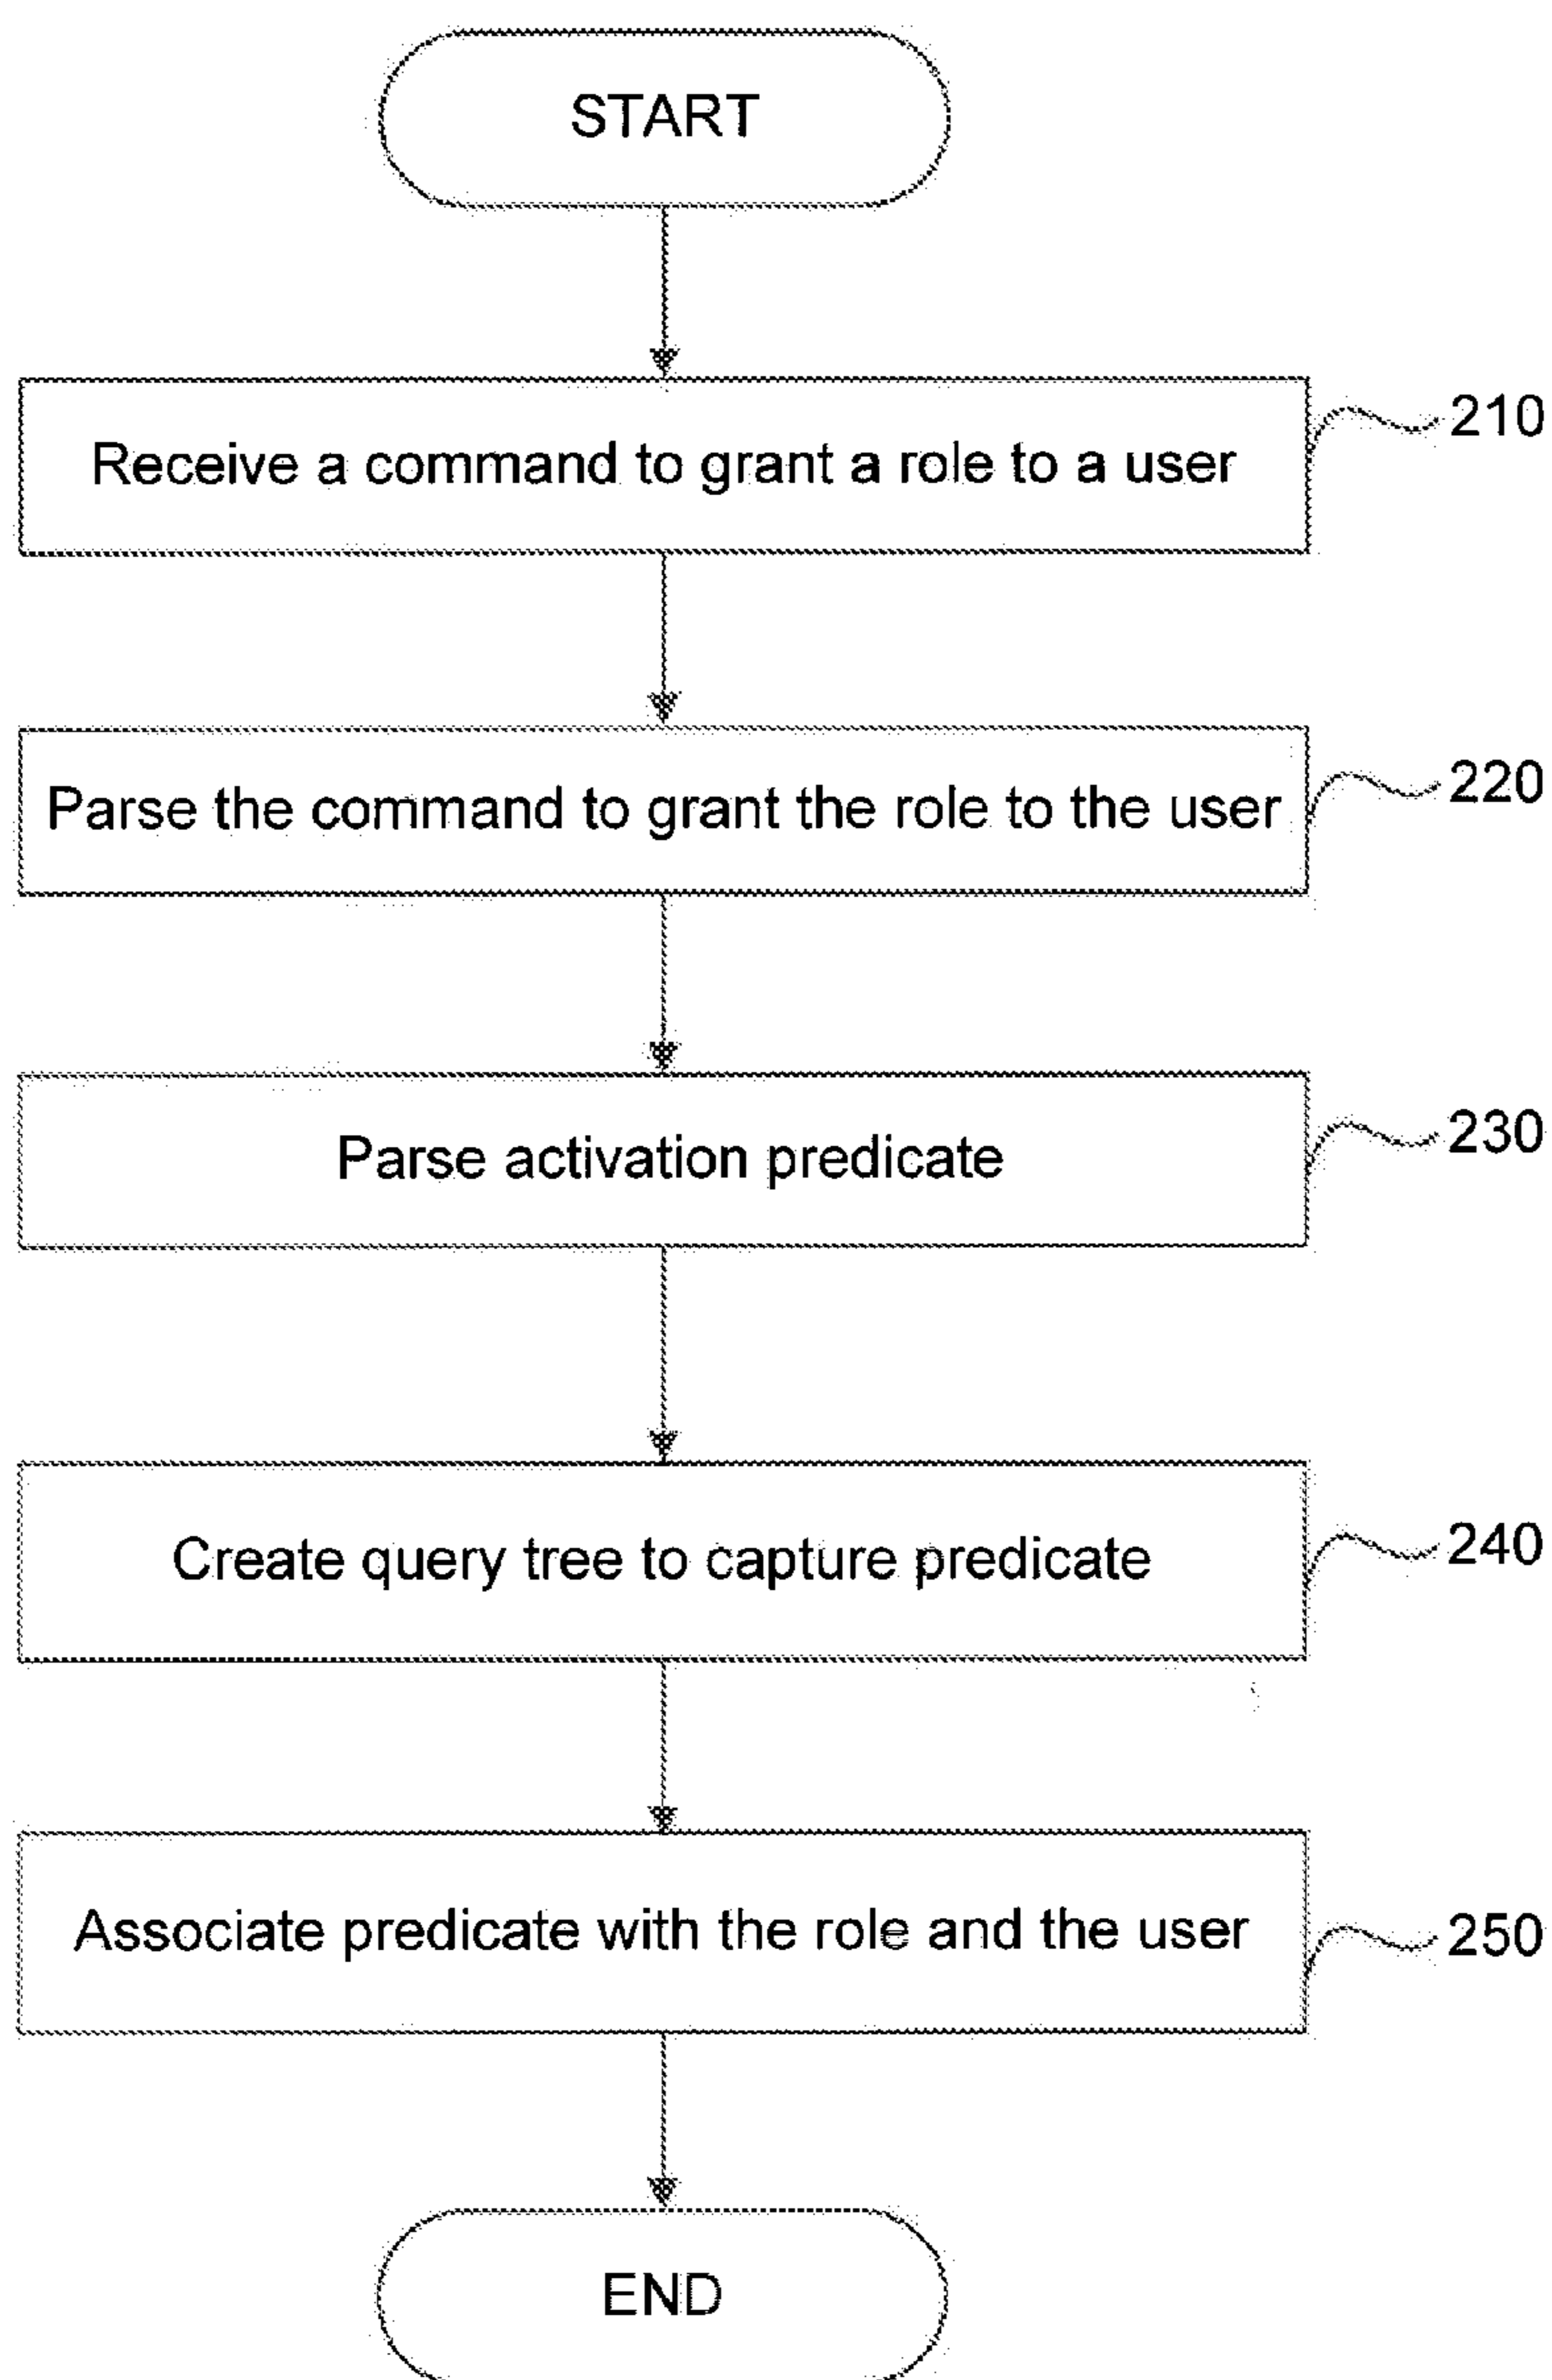 START
Receive a command to grant a role to a user
210
Parse the command to grant the role to the user
220
Parse activation predicate
230
Create query tree to capture predicate
240
Associate predicate with the role and the user
250
END